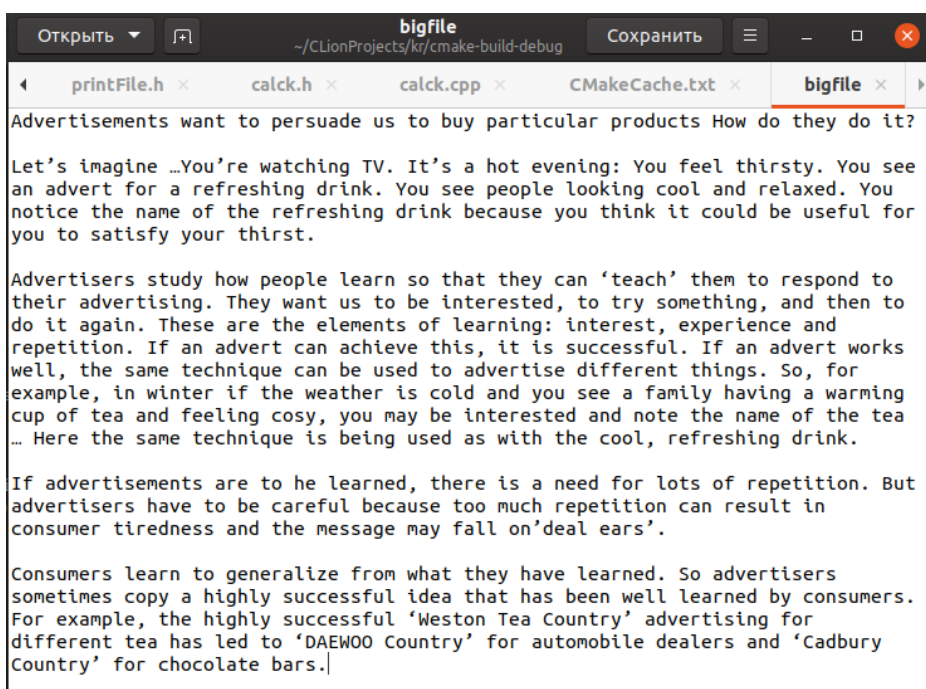 Открыть
bigfile
~/CLionProjects/kr/cmake-build-debug
Сохранить
printFile.h
calck.h
calck.cpp
CMakeCache.txt
bigfile
Advertisements want to persuade us to buy particular products How do they do it?
Let’s imagine …You’re watching TV. It’s a hot evening: You feel thirsty. You see
an advert for a refreshing drink. You see people looking cool and relaxed. You
notice the name of the refreshing drink because you think it could be useful for
you to satisfy your thirst.
Advertisers study how people learn so that they can ‘teach’ them to respond to
their advertising. They want us to be interested, to try something, and then to
do it again. These are the elements of learning: interest, experience and
repetition. If an advert can achieve this, it is successful. If an advert works
well, the same technique can be used to advertise different things. So, for
example, in winter if the weather is cold and you see a family having a warming
cup of tea and feeling cosy, you may be interested and note the name of the tea
… Here the same technique is being used as with the cool, refreshing drink.
If advertisements are to he learned, there is a need for lots of repetition. But
advertisers have to be careful because too much repetition can result in
consumer tiredness and the message may fall on’deal ears’.
Consumers learn to generalize from what they have learned. So advertisers
sometimes copy a highly successful idea that has been well learned by consumers.
For example, the highly successful ‘Weston Tea Country’ advertising for
different tea has led to ‘DAEWOO Country’ for automobile dealers and ‘Cadbury
Country’ for chocolate bars.